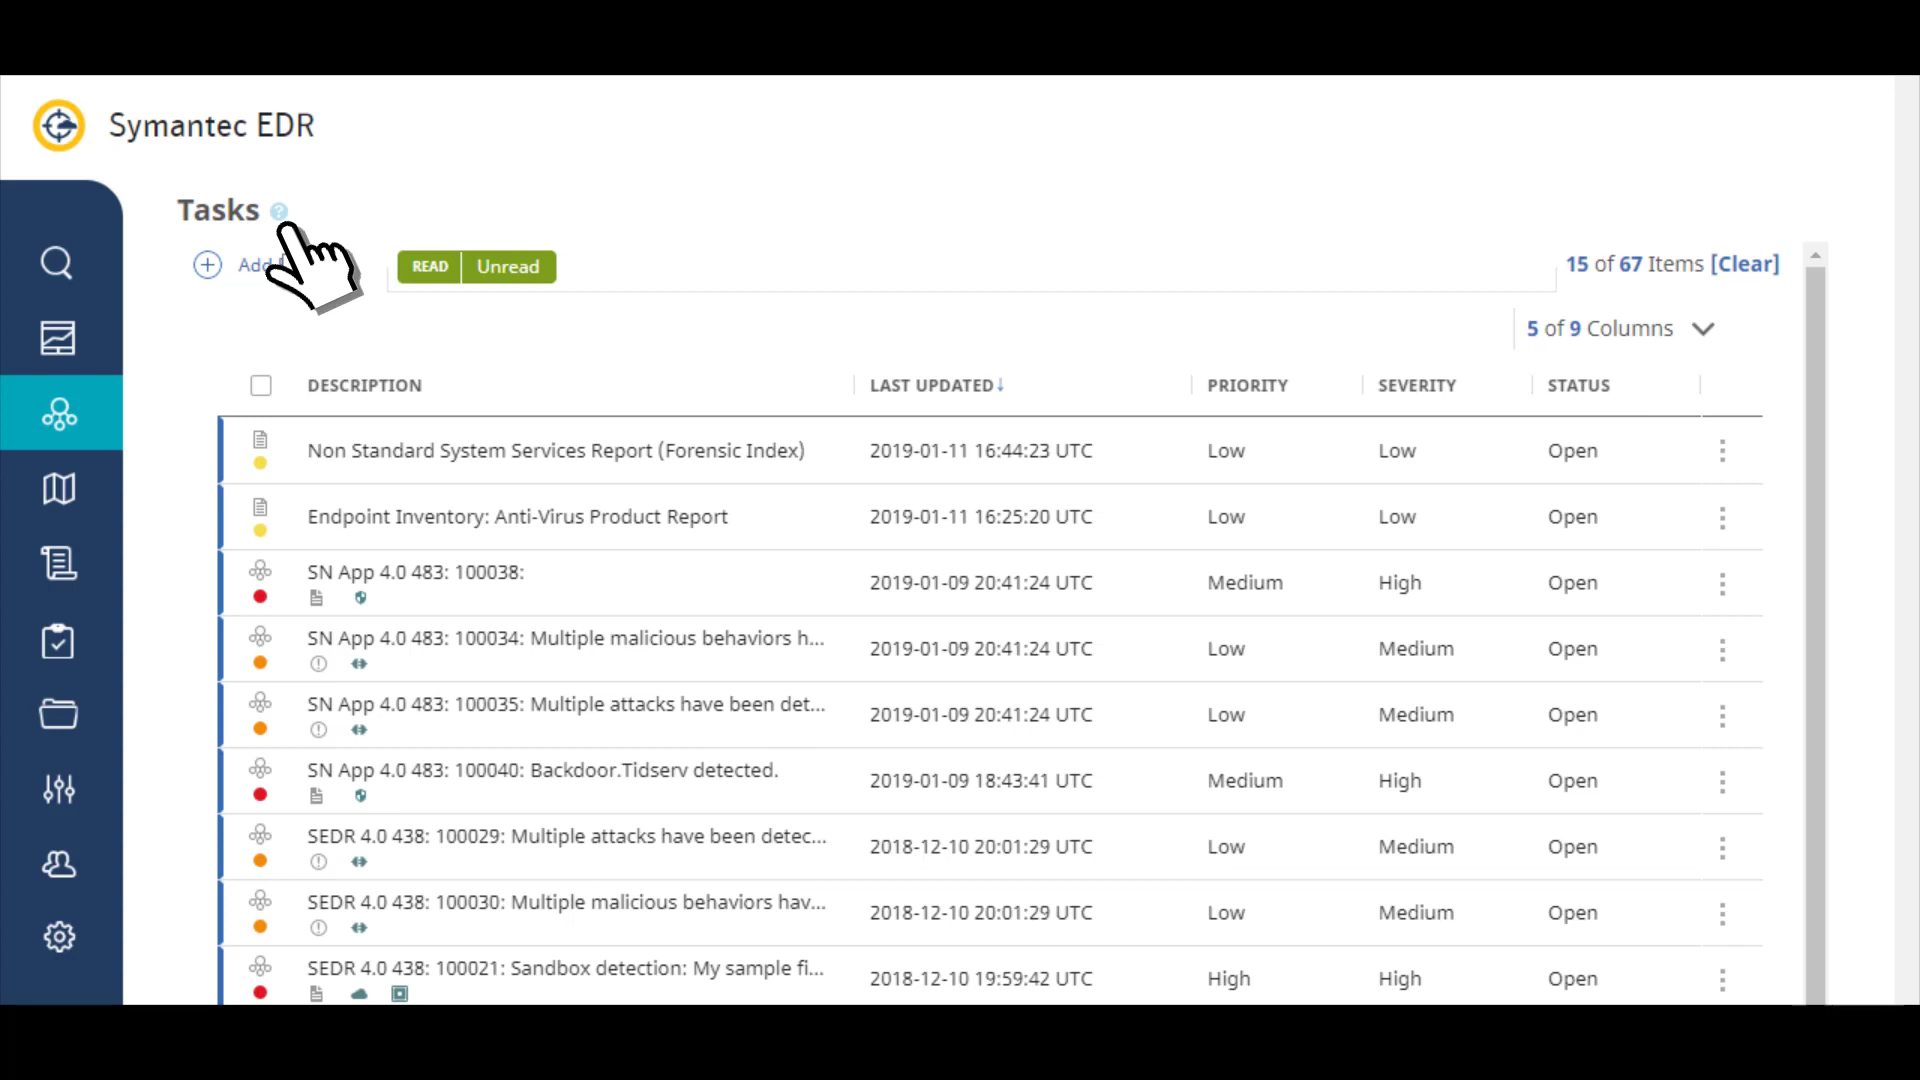 Symantec EDR
Tasks ?
Add
READ Unread
15 of 67 Items [Clear]
5 of 9 Columns
DESCRIPTION LAST UPDATED↓ PRIORITY SEVERITY STATUS
Non Standard System Services Report (Forensic Index) 2019-01-11 16:44:23 UTC Low Low Open
Endpoint Inventory: Anti-Virus Product Report 2019-01-11 16:25:20 UTC Low Low Open
SN App 4.0 483: 100038: 2019-01-09 20:41:24 UTC Medium High Open
SN App 4.0 483: 100034: Multiple malicious behaviors h... 2019-01-09 20:41:24 UTC Low Medium Open
SN App 4.0 483: 100035: Multiple attacks have been det... 2019-01-09 20:41:24 UTC Low Medium Open
SN App 4.0 483: 100040: Backdoor.Tidserv detected. 2019-01-09 18:43:41 UTC Medium High Open
SEDR 4.0 438: 100029: Multiple attacks have been detec... 2018-12-10 20:01:29 UTC Low Medium Open
SEDR 4.0 438: 100030: Multiple malicious behaviors hav... 2018-12-10 20:01:29 UTC Low Medium Open
SEDR 4.0 438: 100021: Sandbox detection: My sample fi... 2018-12-10 19:59:42 UTC High High Open